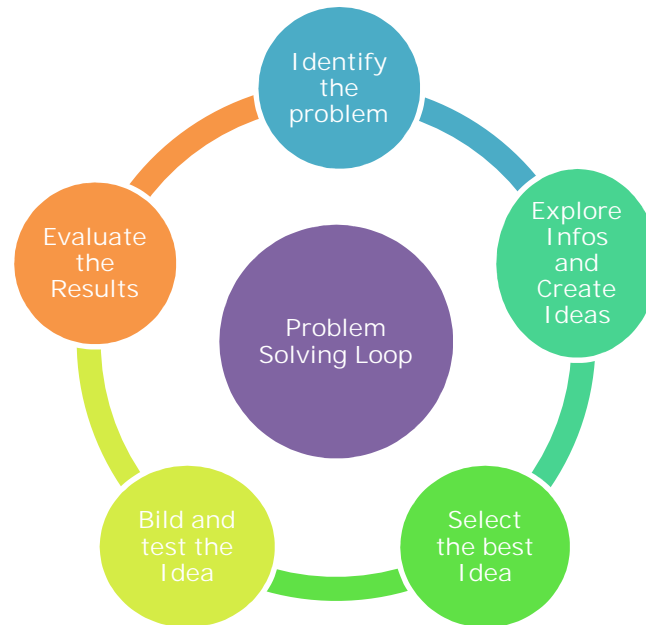 Identify
the
problem
Explore
Infos
and
Create
Ideas
Select
the best
Idea
Bild and
test the
Idea
Evaluate
the
Results
Problem
Solving Loop